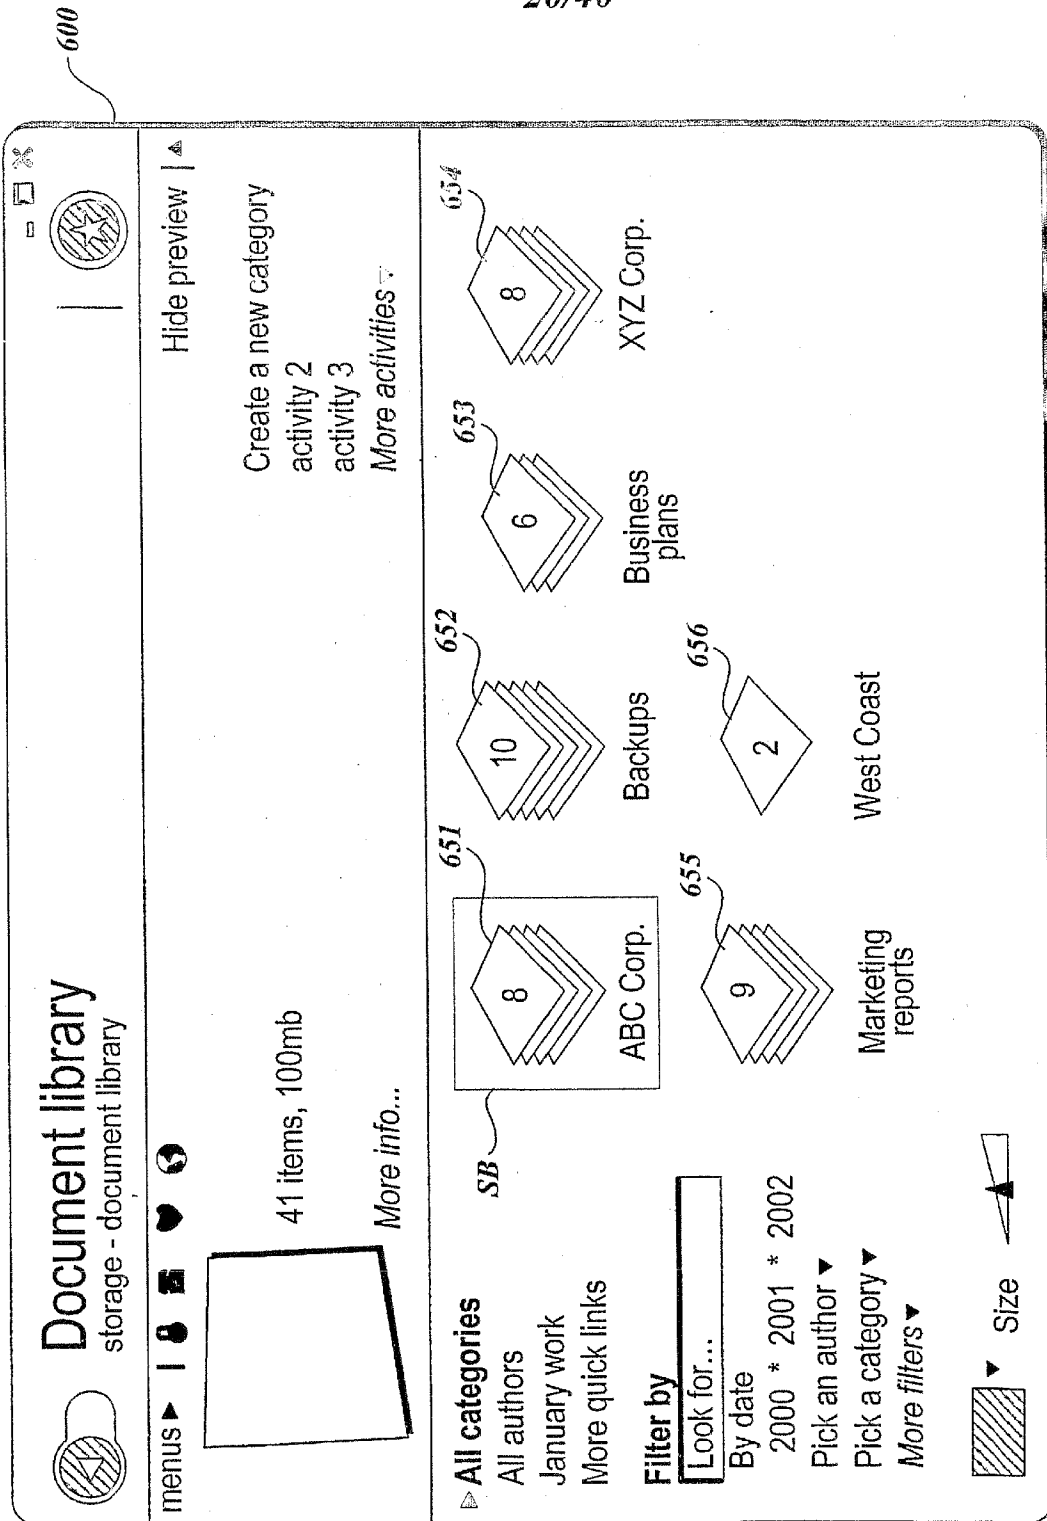 600
Document library
storage - document library
menus
Hide preview
41 items, 100mb
More info...
Create a new category
activity 2
activity 3
More activities
All categories
All authors
January work
More quick links
Filter by
Look for...
By date
2000 * 2001 * 2002
Pick an author
Pick a category
More filters
Size
SB
651
8
ABC Corp.
652
10
Backups
653
6
Business
plans
654
8
XYZ Corp.
655
9
Marketing
reports
656
2
West Coast